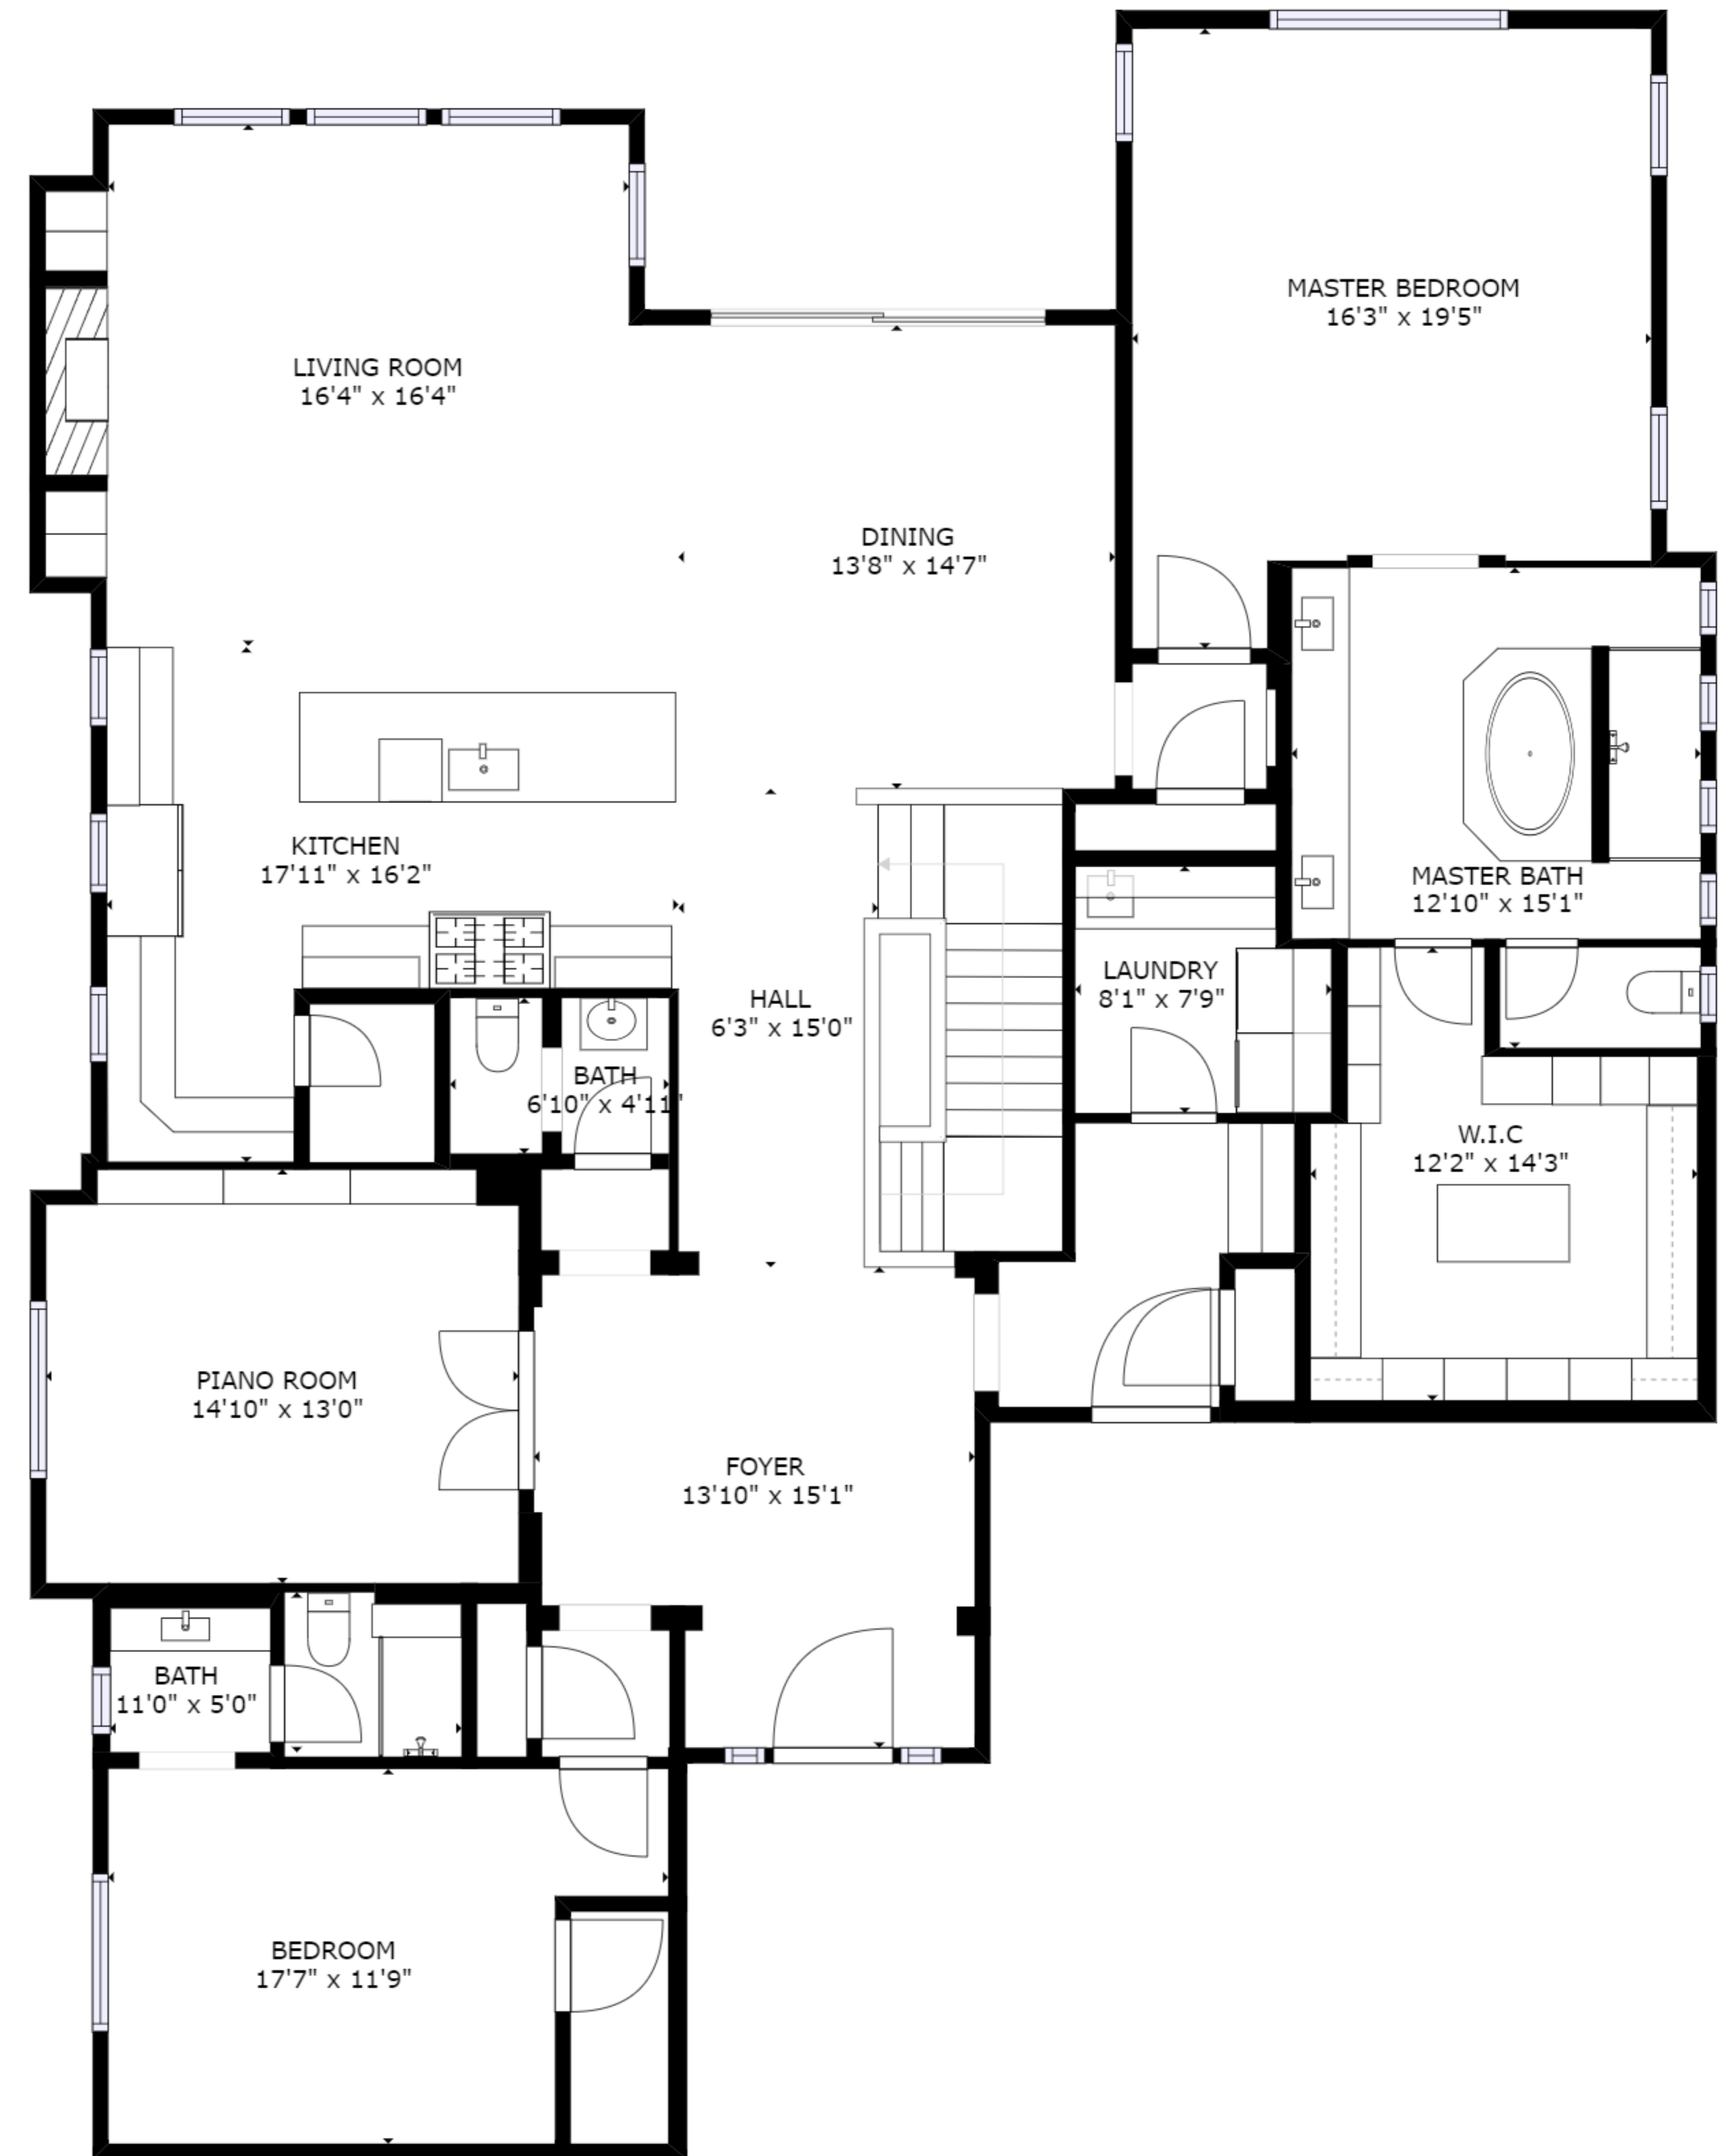 MASTER BEDROOM
16'3" x 19'5"
LIVING ROOM
16'4" x 16'4"
DINING
13'8" x 14'7"
KITCHEN
17'11" x 16'2"
MASTER BATH
12'10" x 15'1"
LAUNDRY
8'1" x 7'9"
HALL
6'3" x 15'0"
BATH
6'10" x 4'11"
W.I.C
12'2" x 14'3"
PIANO ROOM
14'10" x 13'0"
FOYER
13'10" x 15'1"
BATH
11'0" x 5'0"
BEDROOM
17'7" x 11'9"